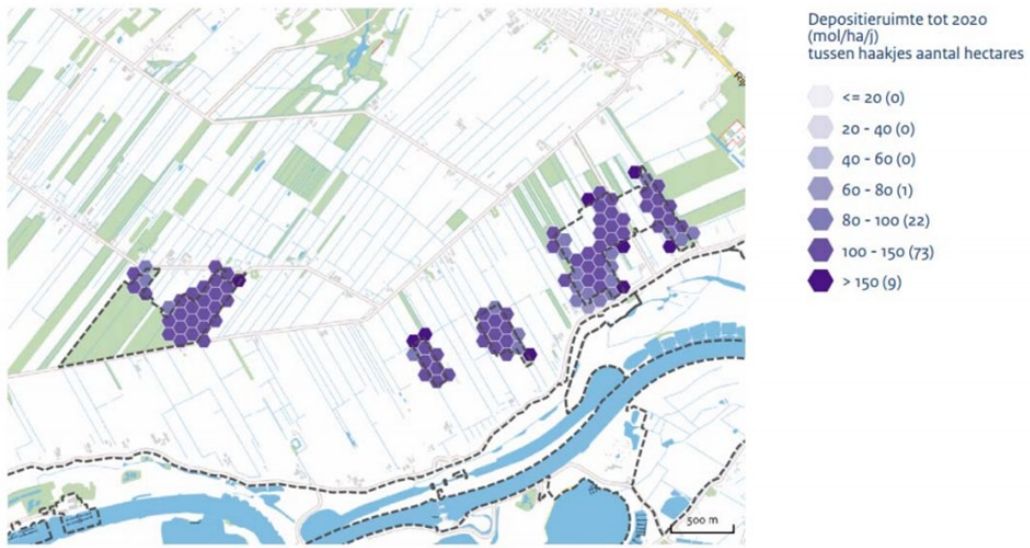 Depositieruimte tot 2020
(mol/ha/j)
tussen haakjes aantal hectares
<= 20 (0)
20 - 40 (0)
40 - 60 (0)
60 - 80 (1)
80 - 100 (22)
100 - 150 (73)
> 150 (9)
500 m